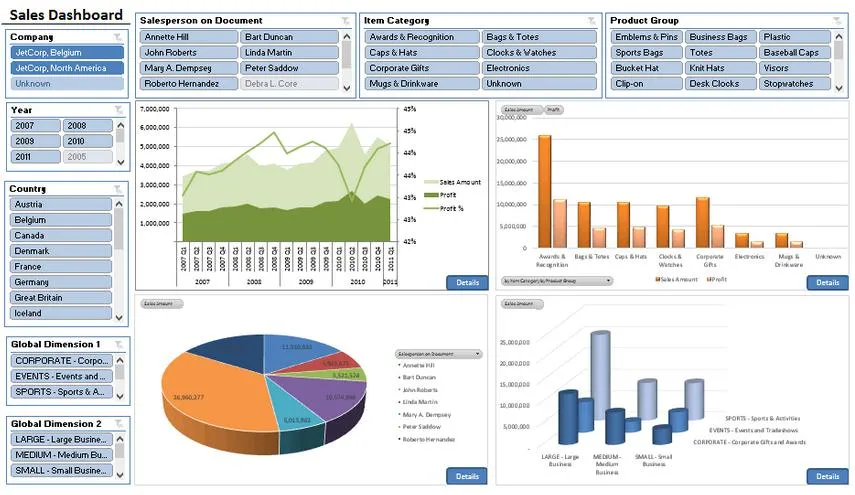 Sales Dashboard
Company
JetCorp, Belgium
JetCorp, North America
Unknown
Salesperson on Document
Annette Hill
Bart Duncan
John Roberts
Linda Martin
Mary A. Dempsey
Peter Saddow
Roberto Hernandez
Debra L. Core
Item Category
Awards & Recognition
Bags & Totes
Caps & Hats
Clocks & Watches
Corporate Gifts
Electronics
Mugs & Drinkware
Unknown
Product Group
Emblems & Pins
Business Bags
Plastic
Sports Bags
Totes
Baseball Caps
Bucket Hat
Knit Hats
Visors
Clip-on
Desk Clocks
Stopwatches
Year
2007
2008
2009
2010
2011
2005
Country
Austria
Belgium
Canada
Denmark
France
Germany
Great Britain
Iceland
Global Dimension 1
CORPORATE - Corpo...
EVENTS - Events and ...
SPORTS - Sports & A...
Global Dimension 2
LARGE - Large Busine...
MEDIUM - Medium Bu...
SMALL - Small Busine...
7,000,000
6,000,000
5,000,000
4,000,000
3,000,000
2,000,000
1,000,000
45%
45%
44%
44%
43%
43%
42%
2007 Q1
2007 Q2
2007 Q3
2007 Q4
2008 Q1
2008 Q2
2008 Q3
2008 Q4
2009 Q1
2009 Q2
2009 Q3
2009 Q4
2010 Q1
2010 Q2
2010 Q3
2010 Q4
2011 Q1
2007
2008
2009
2010
2011
Sales Amount
Profit
Profit %
Details
Sales Amount
Profit
30,000,000
25,000,000
20,000,000
15,000,000
10,000,000
5,000,000
0
Awards &
Recognition
Bags & Totes
Caps & Hats
Clocks &
Watches
Corporate
Gifts
Electronics
Mugs &
Drinkware
Unknown
Sales Amount
Profit
by Item Category by Product Group
Details
Sales Amount
26,960,277
5,013,902
Salesperson on Document
Annette Hill
Bart Duncan
John Roberts
Linda Martin
Mary A. Dempsey
Peter Saddow
Roberto Hernandez
Details
Sales Amount
25,000,000
20,000,000
15,000,000
10,000,000
5,000,000
-
SPORTS - Sports & Activities
EVENTS - Events and Tradeshows
CORPORATE - Corporate Gifts and Awards
LARGE - Large
Business
MEDIUM -
Medium
Business
SMALL - Small
Business
Details